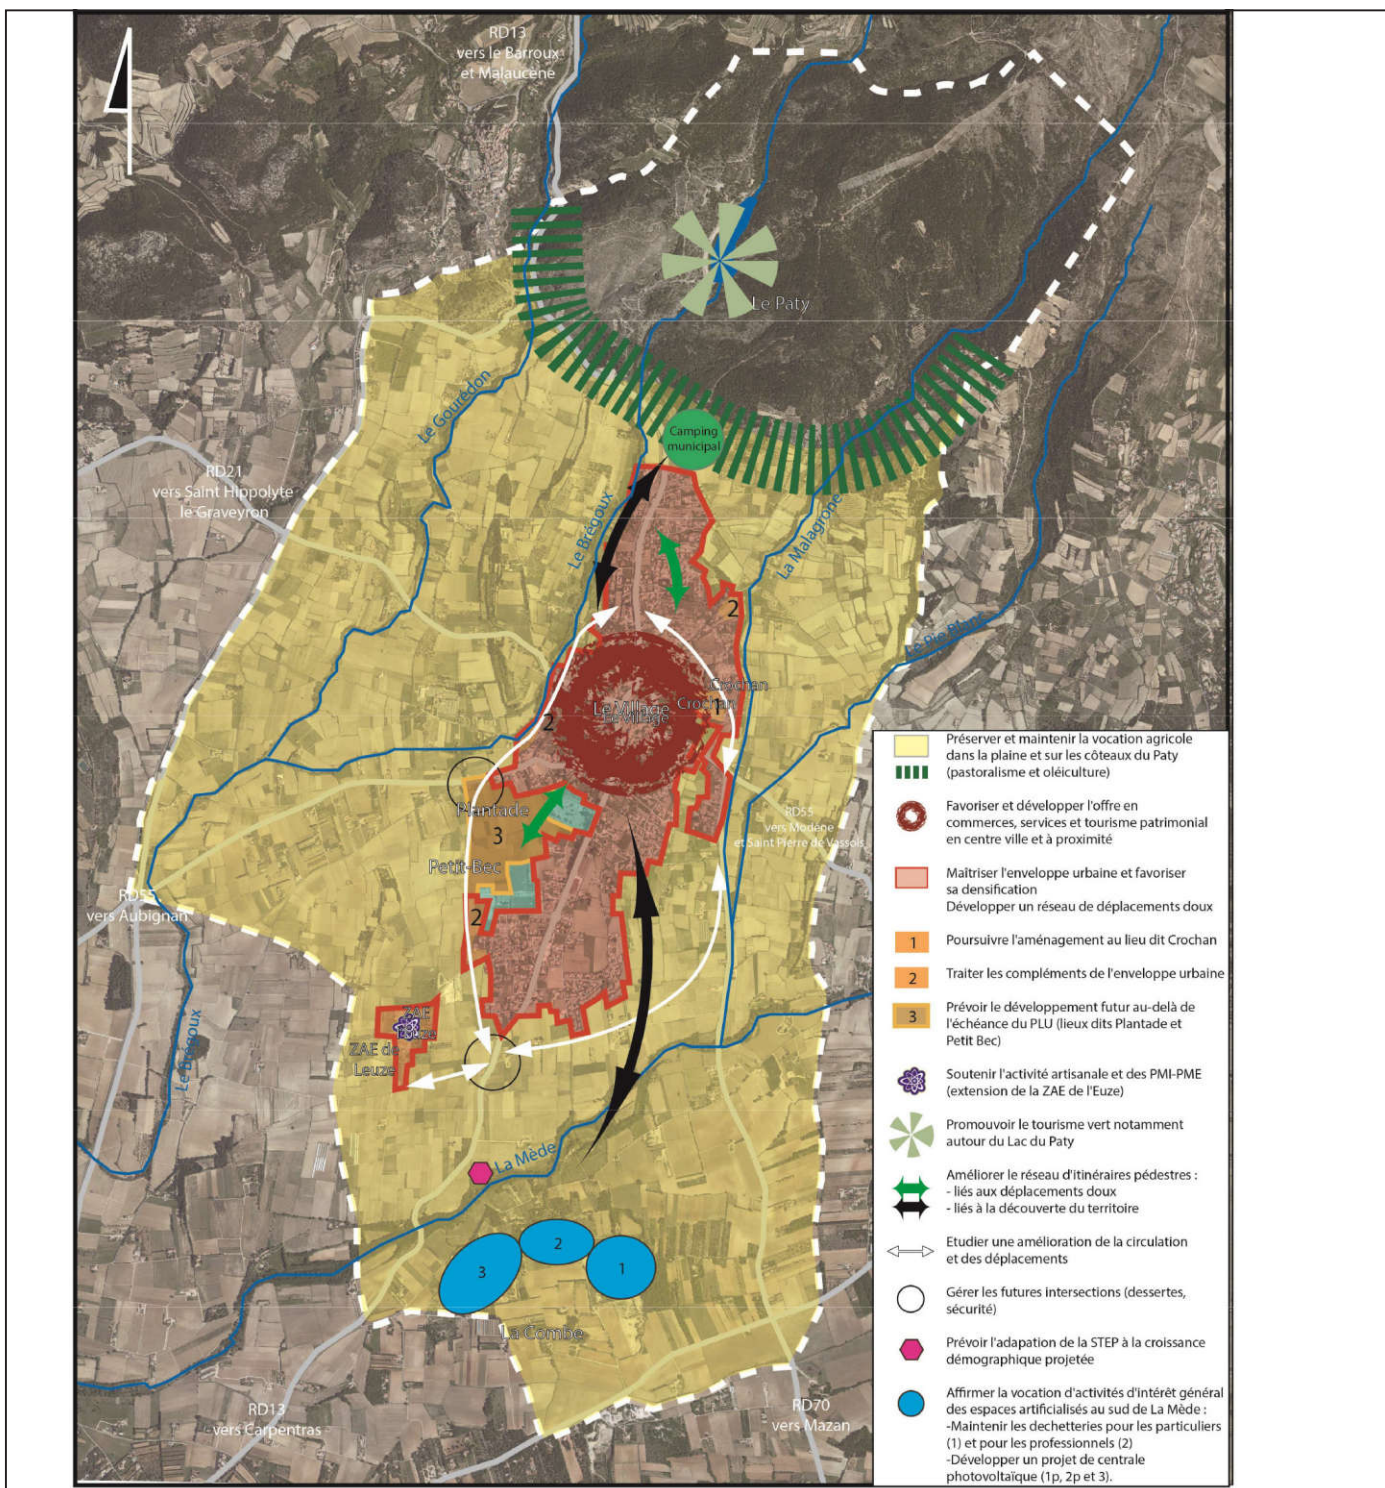 RD13
vers le Barroux
et Malaucène
Le Paty
Le Gourédon
Camping
municipal
RD21
vers Saint Hippolyte
le Graveyron
Le Brégoux
La Malagrone
2
Le Pie Blanc
Crochan
Crochan
1
Le Village
Le Village
2
Plantade
3
Petit-Bec
2
RD55
vers Modène
et Saint Pierre de Vassols
RD55
vers Aubignan
ZAE
Euze
ZAE de
Leuze
Le Brégoux
La Mède
2
3
1
La Combe
RD13
vers Carpentras
RD70
vers Mazan
Préserver et maintenir la vocation agricole
dans la plaine et sur les côteaux du Paty
(pastoralisme et oléiculture)
Favoriser et développer l'offre en
commerces, services et tourisme patrimonial
en centre ville et à proximité
Maîtriser l'enveloppe urbaine et favoriser
sa densification
Développer un réseau de déplacements doux
1 Poursuivre l'aménagement au lieu dit Crochan
2 Traiter les compléments de l'enveloppe urbaine
Prévoir le développement futur au-delà de
3 l'échéance du PLU (lieux dits Plantade et
Petit Bec)
Soutenir l'activité artisanale et des PMI-PME
(extension de la ZAE de l'Euze)
Promouvoir le tourisme vert notamment
autour du Lac du Paty
Améliorer le réseau d'itinéraires pédestres :
- liés aux déplacements doux
- liés à la découverte du territoire
Etudier une amélioration de la circulation
et des déplacements
Gérer les futures intersections (dessertes,
sécurité)
Prévoir l'adapation de la STEP à la croissance
démographique projetée
Affirmer la vocation d'activités d'intérêt général
des espaces artificialisés au sud de La Mède :
-Maintenir les dechetteries pour les particuliers
(1) et pour les professionnels (2)
-Développer un projet de centrale
photovoltaïque (1p, 2p et 3).